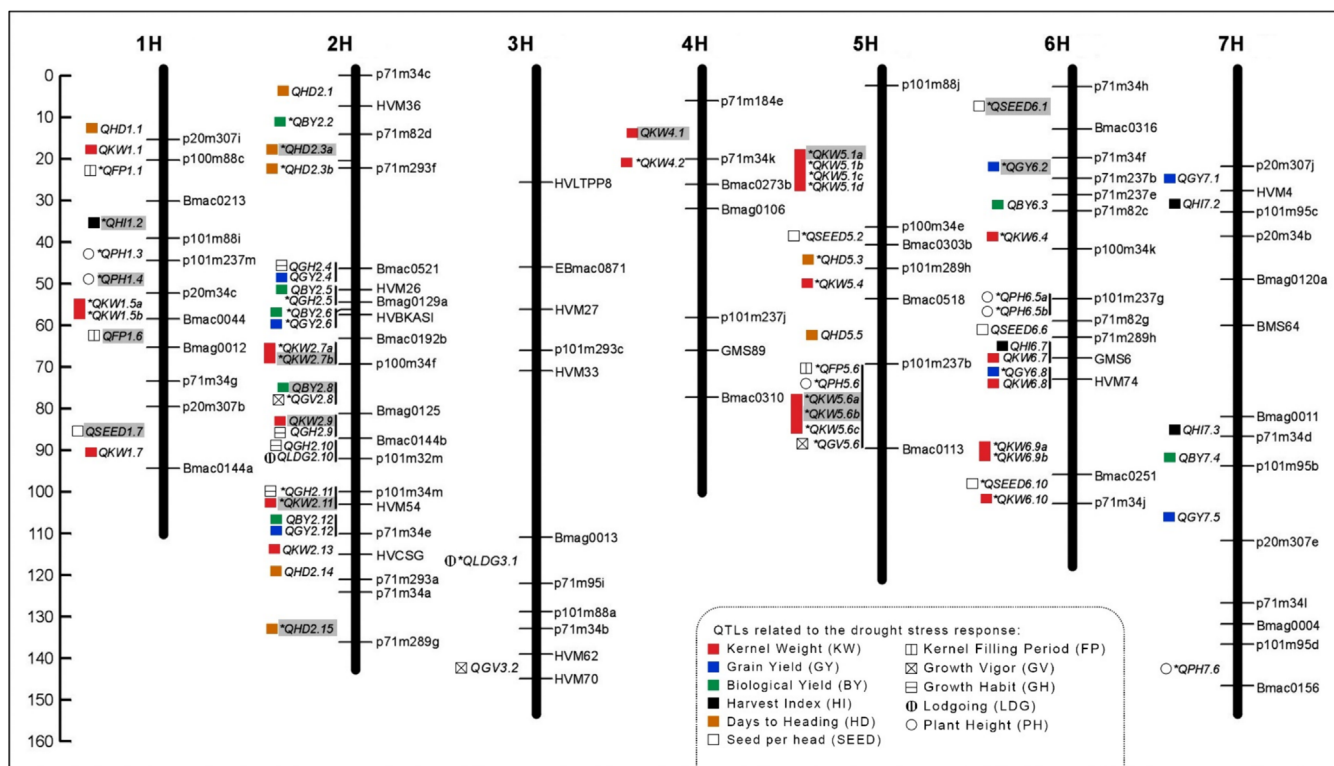 1H
2H
3H
4H
5H
6H
7H
0
10
20
30
40
50
60
70
80
90
100
110
120
130
140
150
160
QHD1.1
QKW1.1
*QFP1.1
*QHI1.2
*QPH1.3
*QPH1.4
*QKW1.5a
*QKW1.5b
QFP1.6
QSEED1.7
QKW1.7
p20m307i
p100m88c
Bmac0213
p101m88i
p101m237m
p20m34c
Bmac0044
Bmag0012
p71m34g
p20m307b
Bmac0144a
QHD2.1
*QBY2.2
*QHD2.3a
*QHD2.3b
QGH2.4
QGY2.4
QBY2.5
*QGH2.5
*QBY2.6
*QGY2.6
*QKW2.7a
*QKW2.7b
QBY2.8
*QGV2.8
QKW2.9
QGH2.9
QGH2.10
QLDG2.10
*QGH2.11
*QKW2.11
QBY2.12
QGY2.12
QKW2.13
QHD2.14
*QHD2.15
p71m34c
HVM36
p71m82d
p71m293f
Bmac0521
HVM26
Bmag0129a
HVBKASI
Bmac0192b
p100m34f
Bmag0125
Bmac0144b
p101m32m
p101m34m
HVM54
p71m34e
HVCSG
p71m293a
p71m34a
p71m289g
*QLDG3.1
QGV3.2
HVLTPP8
EBmac0871
HVM27
p101m293c
HVM33
Bmag0013
p71m95i
p101m88a
p71m34b
HVM62
HVM70
QKW4.1
*QKW4.2
p71m184e
p71m34k
Bmac0273b
Bmag0106
p101m237j
GMS89
Bmac0310
*QKW5.1a
*QKW5.1b
*QKW5.1c
*QKW5.1d
*QSEED5.2
*QHD5.3
*QKW5.4
QHD5.5
*QFP5.6
*QPH5.6
*QKW5.6a
*QKW5.6b
*QKW5.6c
*QGV5.6
p101m88j
p100m34e
Bmac0303b
p101m289h
Bmac0518
p101m237b
Bmac0113
*QSEED6.1
*QGY6.2
QBY6.3
*QKW6.4
*QPH6.5a
*QPH6.5b
QSEED6.6
QHI6.7
QKW6.7
*QGY6.8
*QKW6.8
*QKW6.9a
*QKW6.9b
*QSEED6.10
*QKW6.10
p71m34h
Bmac0316
p71m34f
p71m237b
p71m237e
p71m82c
p100m34k
p101m237g
p71m82g
p71m289h
GMS6
HVM74
Bmac0251
p71m34j
QGY7.1
QHI7.2
QHI7.3
QBY7.4
QGY7.5
*QPH7.6
p20m307j
HVM4
p101m95c
p20m34b
Bmag0120a
BMS64
Bmag0011
p71m34d
p101m95b
p20m307e
p71m34l
Bmag0004
p101m95d
Bmac0156
QTLs related to the drought stress response:
Kernel Weight (KW)
Grain Yield (GY)
Biological Yield (BY)
Harvest Index (HI)
Days to Heading (HD)
Seed per head (SEED)
Kernel Filling Period (FP)
Growth Vigor (GV)
Growth Habit (GH)
Lodgoing (LDG)
Plant Height (PH)